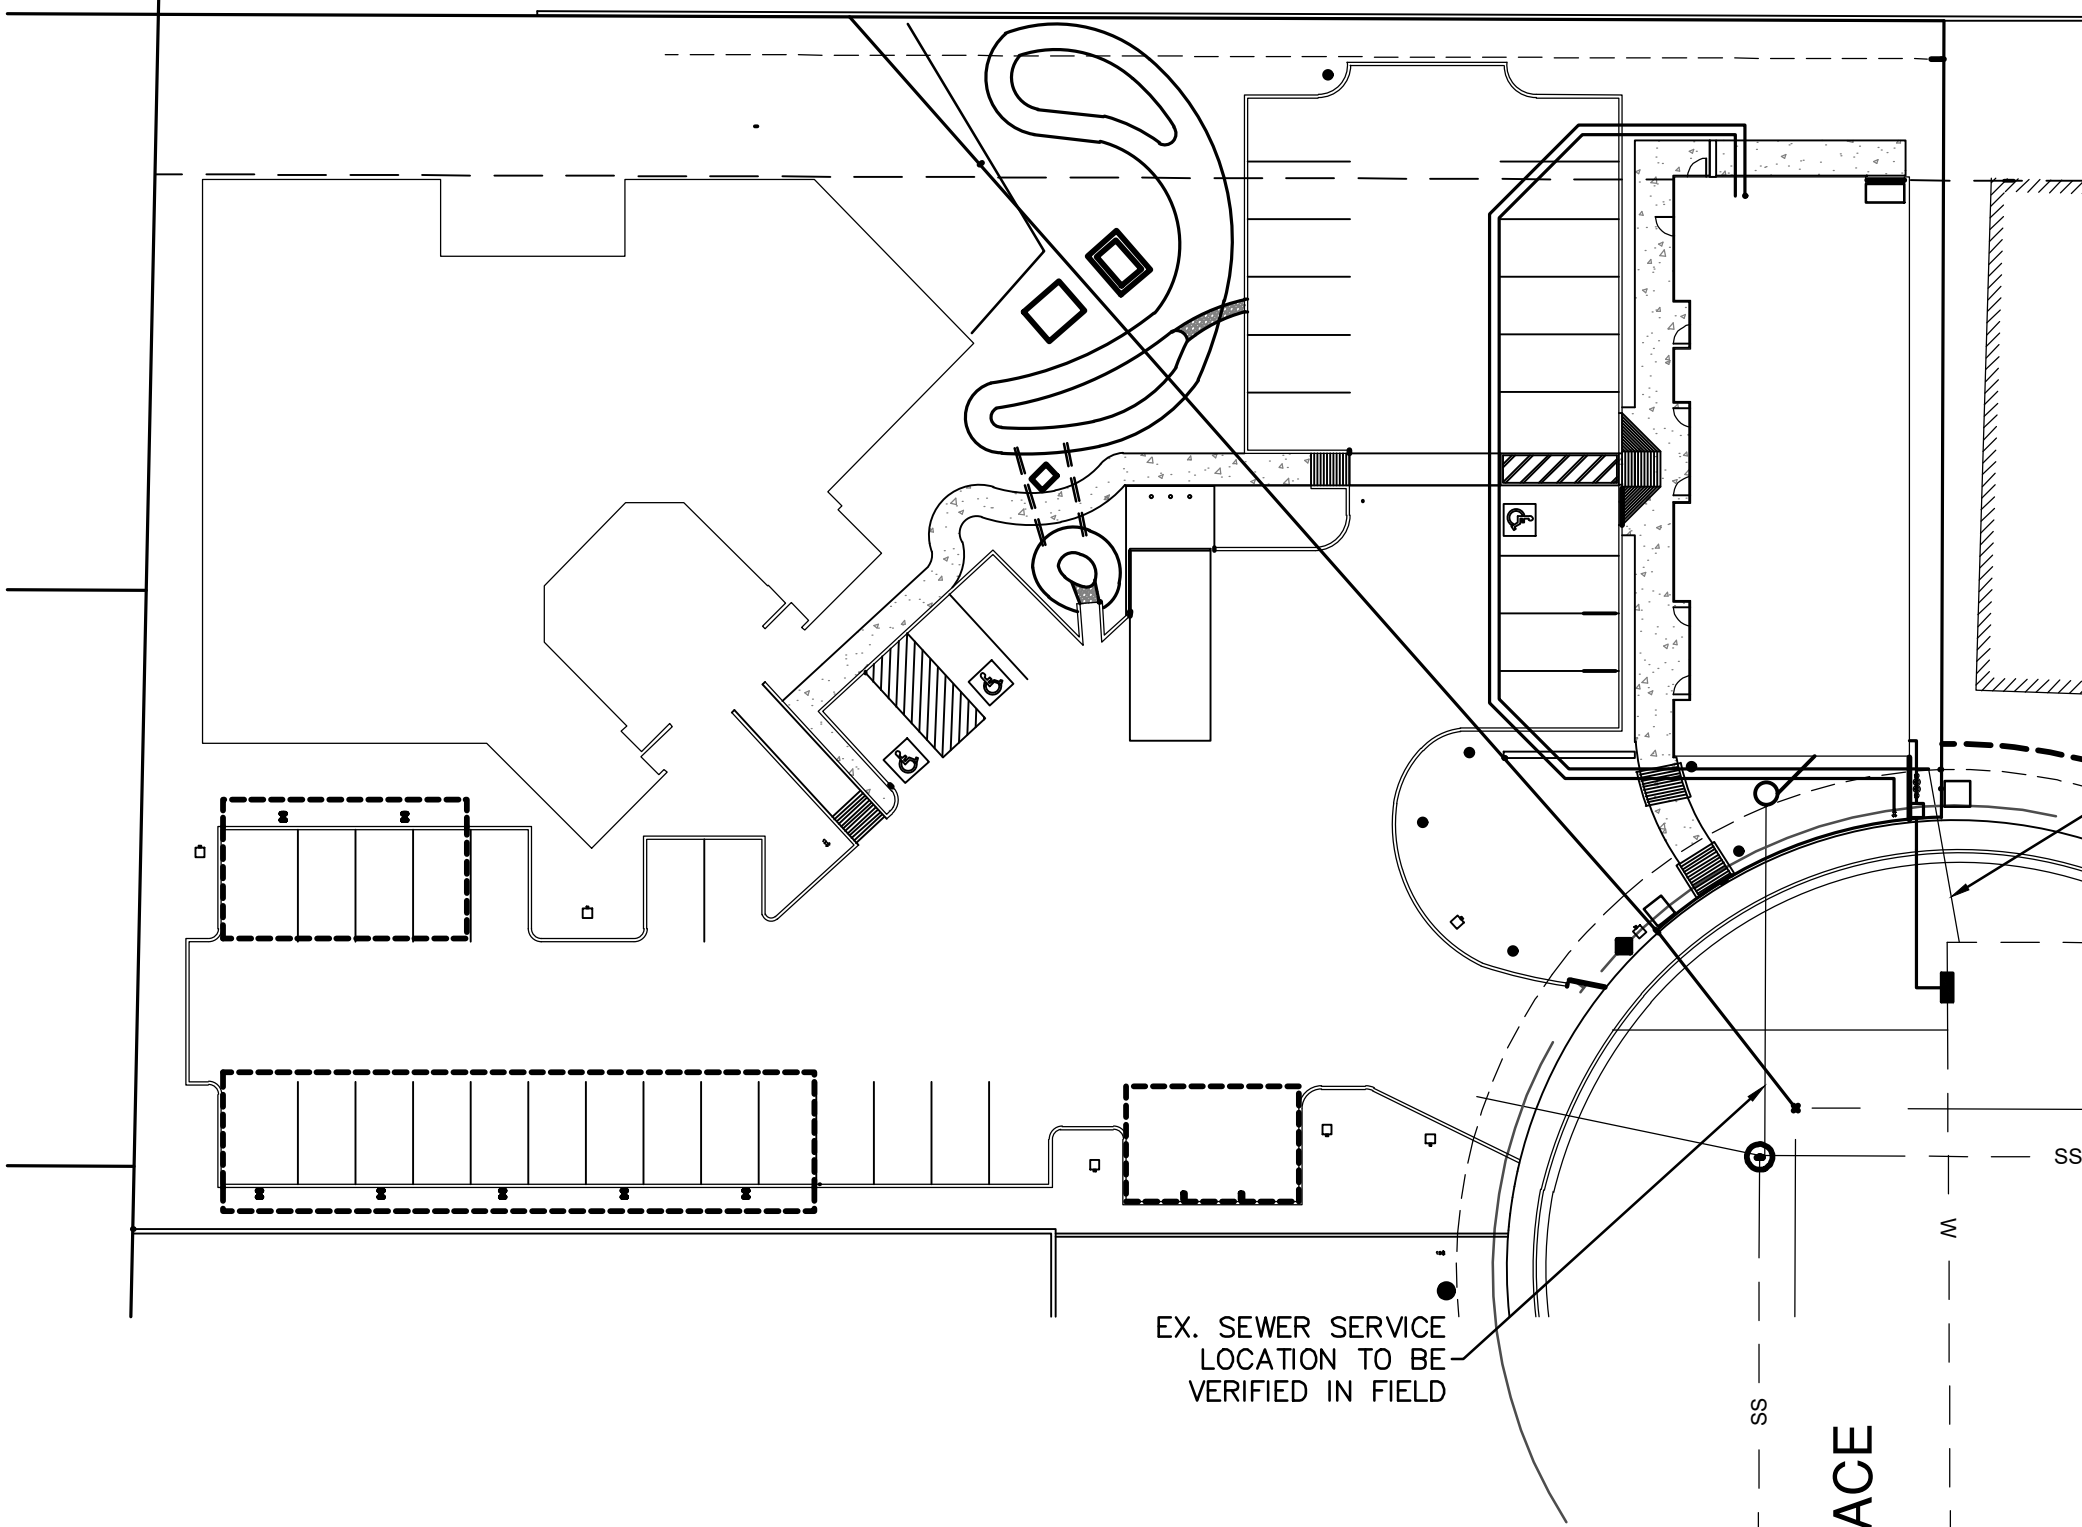 SS
W
EX. SEWER SERVICE
LOCATION TO BE
VERIFIED IN FIELD
SS
ACE